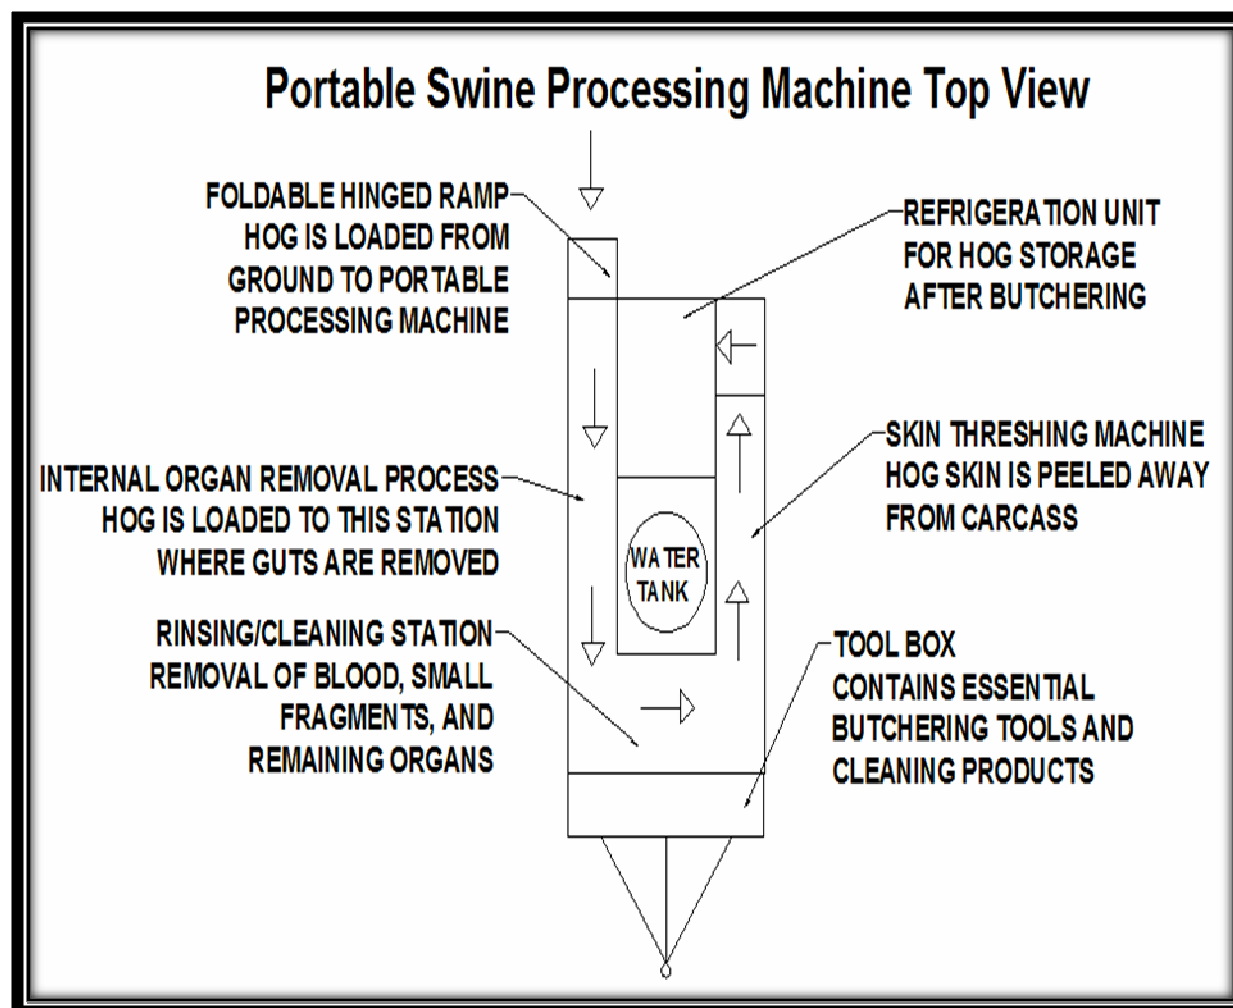 Portable Swine Processing Machine Top View
FOLDABLE HINGED RAMP
HOG IS LOADED FROM
GROUND TO PORTABLE
PROCESSING MACHINE
REFRIGERATION UNIT
FOR HOG STORAGE
AFTER BUTCHERING
INTERNAL ORGAN REMOVAL PROCESS
HOG IS LOADED TO THIS STATION
WHERE GUTS ARE REMOVED
SKIN THRESHING MACHINE
HOG SKIN IS PEELED AWAY
FROM CARCASS
WATER
TANK
RINSING/CLEANING STATION
REMOVAL OF BLOOD, SMALL
FRAGMENTS, AND
REMAINING ORGANS
TOOL BOX
CONTAINS ESSENTIAL
BUTCHERING TOOLS AND
CLEANING PRODUCTS